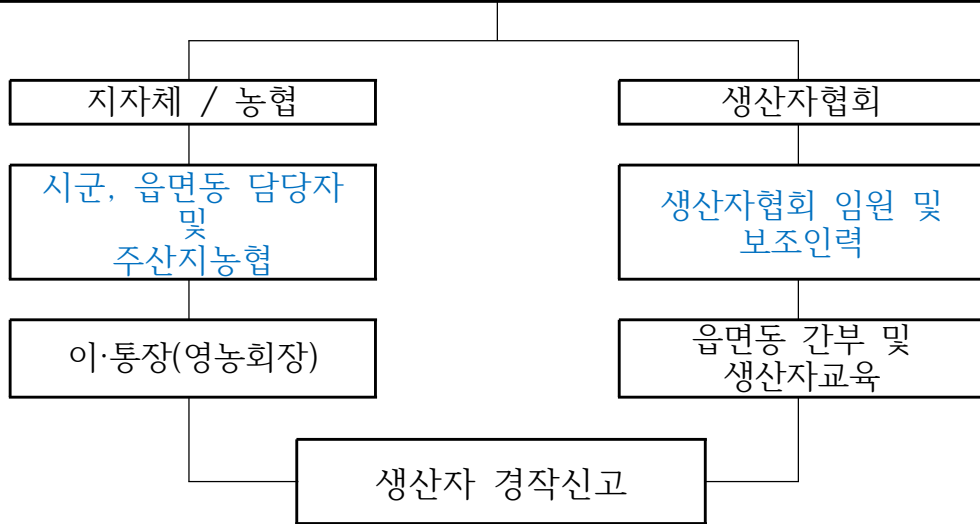 지자체 / 농협
생산자협회
시군, 읍면동 담당자
및
주산지농협
생산자협회 임원 및
보조인력
이·통장(영농회장)
읍면동 간부 및
생산자교육
생산자 경작신고